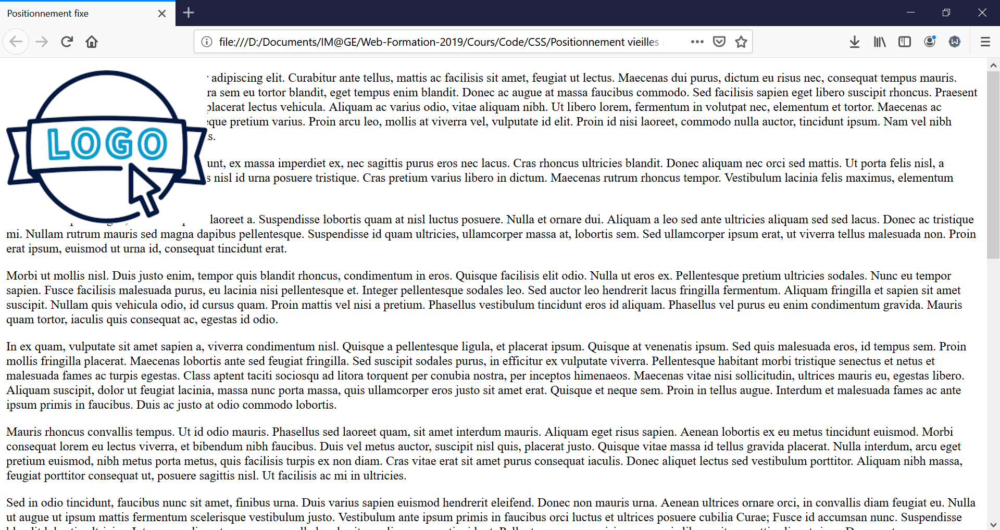 Positionnement fixe
file:///D:/Documents/IM@GE/Web-Formation-2019/Cours/Code/CSS/Positionnement vieilles
LOGO
adipiscing elit. Curabitur ante tellus, mattis ac facilisis sit amet, feugiat ut lectus. Maecenas dui purus, dictum eu risus nec, consequat tempus mauris.
ra sem eu tortor blandit, eget tempus enim blandit. Donec ac augue at massa faucibus commodo. Sed facilisis sapien eget libero suscipit rhoncus. Praesent
placerat lectus vehicula. Aliquam ac varius odio, vitae aliquam nibh. Ut libero lorem, fermentum in volutpat nec, elementum et tortor. Maecenas ac
que pretium varius. Proin arcu leo, mollis at viverra vel, vulputate id elit. Proin id nisi laoreet, commodo nulla auctor, tincidunt ipsum. Nam vel nibh
s.
unt, ex massa imperdiet ex, nec sagittis purus eros nec lacus. Cras rhoncus ultricies blandit. Donec aliquam nec orci sed mattis. Ut porta felis nisl, a
s nisl id urna posuere tristique. Cras pretium varius libero in dictum. Maecenas rutrum rhoncus tempor. Vestibulum lacinia felis maximus, elementum
laoreet a. Suspendisse lobortis quam at nisl luctus posuere. Nulla et ornare dui. Aliquam a leo sed ante ultricies aliquam sed sed lacus. Donec ac tristique
mi. Nullam rutrum mauris sed magna dapibus pellentesque. Suspendisse id quam ultricies, ullamcorper massa at, lobortis sem. Sed ullamcorper ipsum erat, ut viverra tellus malesuada non. Proin
erat ipsum, euismod ut urna id, consequat tincidunt erat.
Morbi ut mollis nisl. Duis justo enim, tempor quis blandit rhoncus, condimentum in eros. Quisque facilisis elit odio. Nulla ut eros ex. Pellentesque pretium ultricies sodales. Nunc eu tempor
sapien. Fusce facilisis malesuada purus, eu lacinia nisi pellentesque et. Integer pellentesque sodales leo. Sed auctor leo hendrerit lacus fringilla fermentum. Aliquam fringilla et sapien sit amet
suscipit. Nullam quis vehicula odio, id cursus quam. Proin mattis vel nisi a pretium. Phasellus vestibulum tincidunt eros id aliquam. Phasellus vel purus eu enim condimentum gravida. Mauris
quam tortor, iaculis quis consequat ac, egestas id odio.
In ex quam, vulputate sit amet sapien a, viverra condimentum nisl. Quisque a pellentesque ligula, et placerat ipsum. Quisque at venenatis ipsum. Sed quis malesuada eros, id tempus sem. Proin
mollis fringilla placerat. Maecenas lobortis ante sed feugiat fringilla. Sed suscipit sodales purus, in efficitur ex vulputate viverra. Pellentesque habitant morbi tristique senectus et netus et
malesuada fames ac turpis egestas. Class aptent taciti sociosqu ad litora torquent per conubia nostra, per inceptos himenaeos. Maecenas vitae nisi sollicitudin, ultrices mauris eu, egestas libero.
Aliquam suscipit, dolor ut feugiat lacinia, massa nunc porta massa, quis ullamcorper eros justo sit amet erat. Quisque et neque sem. Proin in tellus augue. Interdum et malesuada fames ac ante
ipsum primis in faucibus. Duis ac justo at odio commodo lobortis.
Mauris rhoncus convallis tempus. Ut id odio mauris. Phasellus sed laoreet quam, sit amet interdum mauris. Aliquam eget risus sapien. Aenean lobortis ex eu metus tincidunt euismod. Morbi
consequat lorem eu lectus viverra, et bibendum nibh faucibus. Duis vel metus auctor, suscipit nisl quis, placerat justo. Quisque vitae massa id tellus gravida placerat. Nulla interdum, arcu eget
pretium euismod, nibh metus porta metus, quis facilisis turpis ex non diam. Cras vitae erat sit amet purus consequat iaculis. Donec aliquet lectus sed vestibulum porttitor. Aliquam nibh massa,
feugiat porttitor consequat ut, posuere sagittis nisl. Ut facilisis ac mi in ultricies.
Sed in odio tincidunt, faucibus nunc sit amet, finibus urna. Duis varius sapien euismod hendrerit eleifend. Donec non mauris urna. Aenean ultrices ornare orci, in convallis diam feugiat eu. Nulla
ut augue ut ipsum mattis fermentum scelerisque vestibulum justo. Vestibulum ante ipsum primis in faucibus orci luctus et ultrices posuere cubilia Curae; Fusce id accumsan nunc. Suspendisse